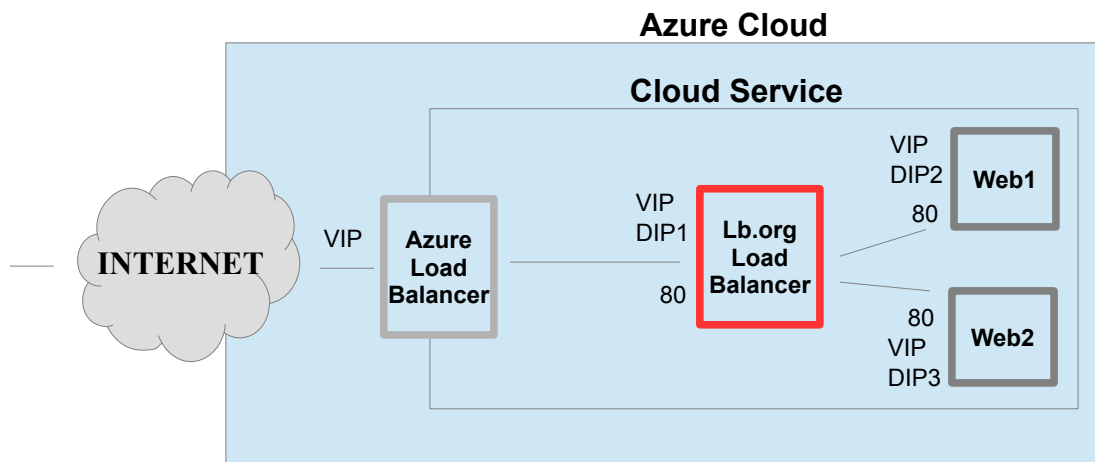 Azure Cloud
Cloud Service
INTERNET
VIP
Azure
Load
Balancer
VIP
DIP1
80
Lb.org
Load
Balancer
VIP
DIP2
80
Web1
80
VIP
DIP3
Web2